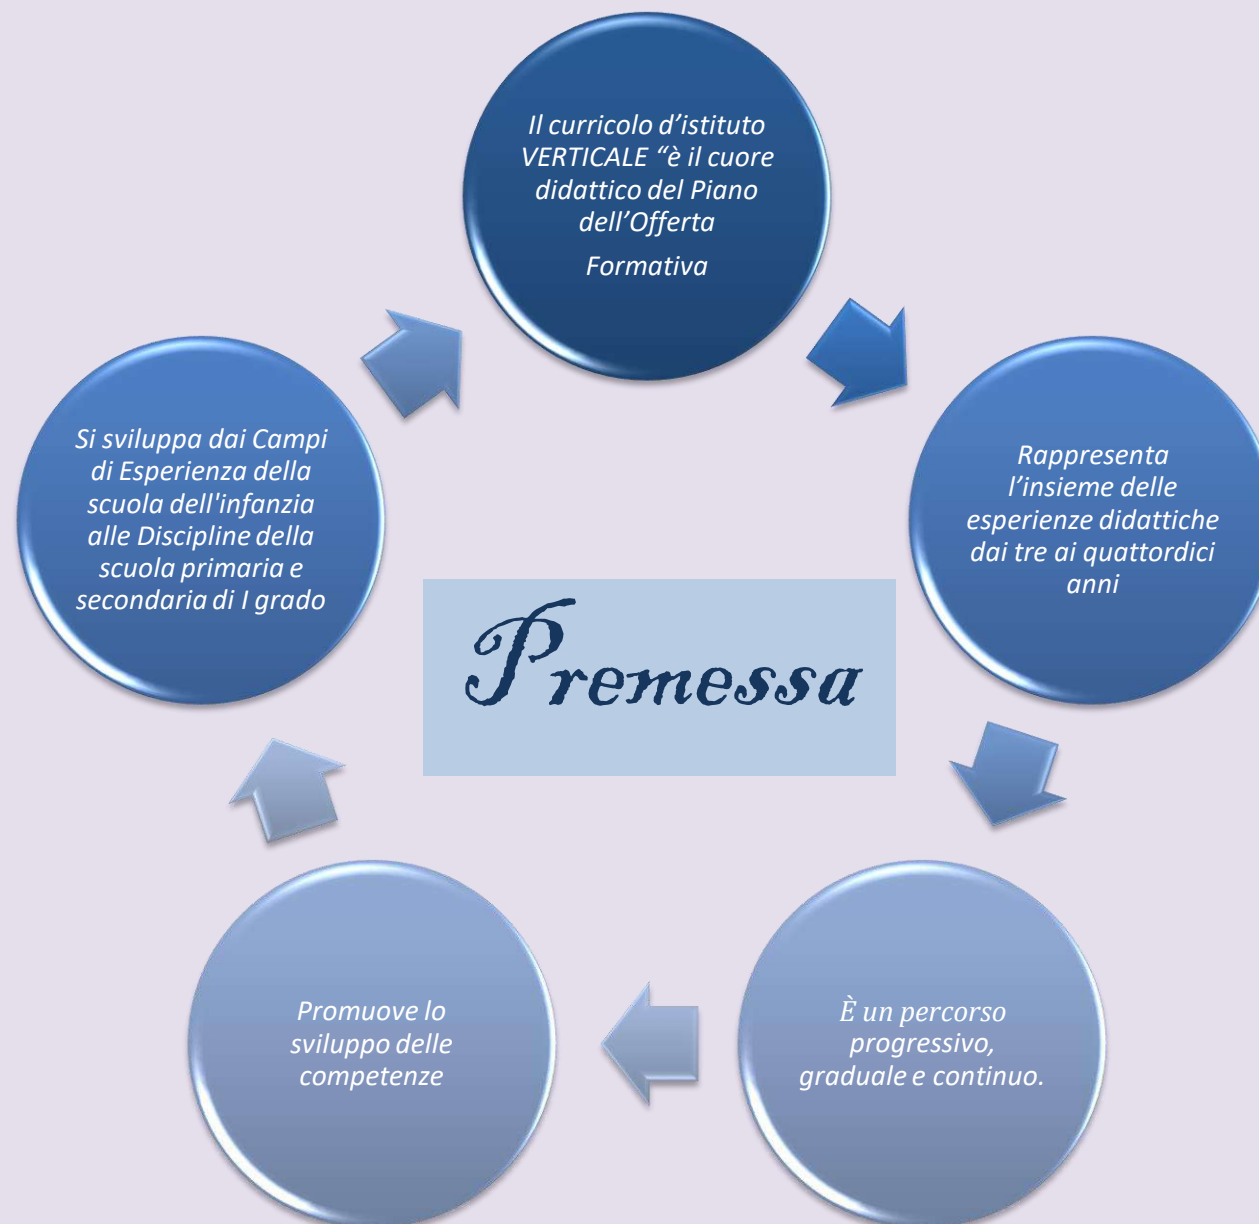 Il curricolo d’istituto
VERTICALE “è il cuore
didattico del Piano
dell’Offerta
Formativa
Rappresenta
l’insieme delle
esperienze didattiche
dai tre ai quattordici
anni
È un percorso
progressivo,
graduale e continuo.
Promuove lo
sviluppo delle
competenze
Si sviluppa dai Campi
di Esperienza della
scuola dell'infanzia
alle Discipline della
scuola primaria e
secondaria di I grado
Premessa